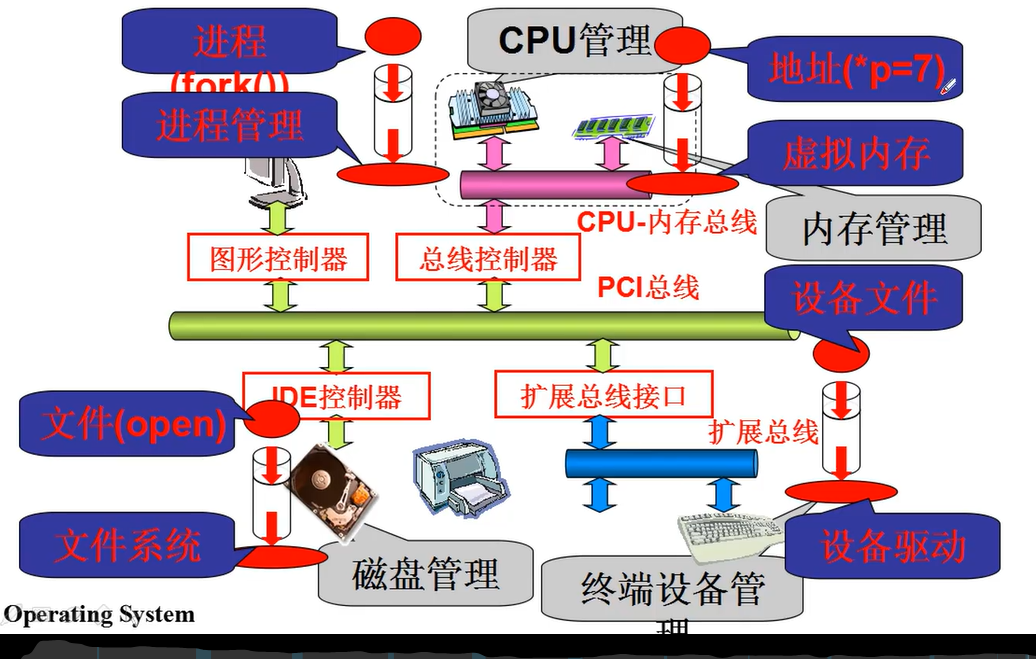 进程
(fork())
CPU管理
地址(*p=7)
进程管理
虚拟内存
CPU-内存总线
内存管理
图形控制器
总线控制器
PCI总线
设备文件
IDE控制器
扩展总线接口
文件(open)
扩展总线
文件系统
设备驱动
磁盘管理
终端设备管
理
Operating System